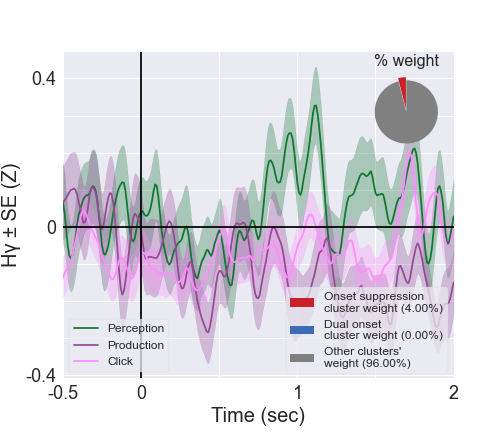 % weight
0.4
0
-0.4
Hγ ± SE (Z)
Onset suppression
cluster weight (4.00%)
Dual onset
cluster weight (0.00%)
Other clusters'
weight (96.00%)
Perception
Production
Click
-0.5
0
1
2
Time (sec)